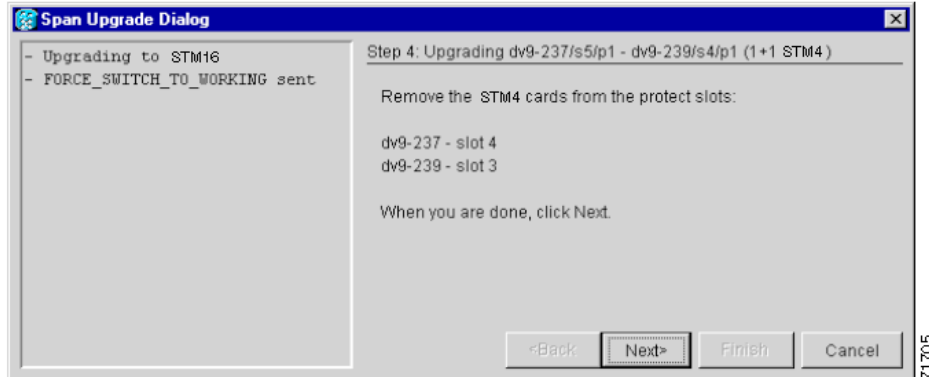 Span Upgrade Dialog
- Upgrading to STM16
- FORCE_SWITCH_TO_WORKING sent
Step 4: Upgrading dv9-237/s5/p1 - dv9-239/s4/p1 (1+1 STM4)
Remove the STM4 cards from the protect slots:
dv9-237 - slot 4
dv9-239 - slot 3
When you are done, click Next.
<Back Next> Finish Cancel
71705